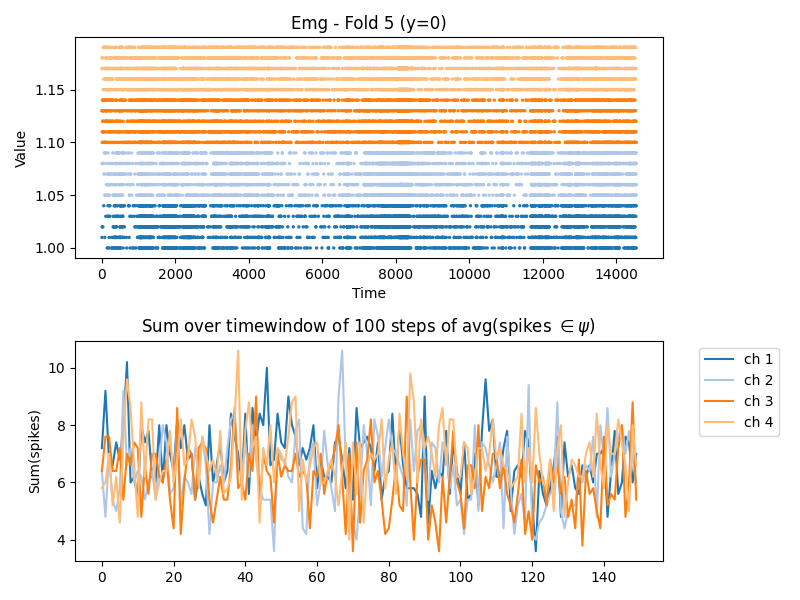 Emg - Fold 5 (y=0)
Value
1.15
1.10
1.05
1.00
0 2000 4000 6000 8000 10000 12000 14000
Time
Sum over timewindow of 100 steps of avg(spikes ∈ψ)
Sum(spikes)
10
8
6
4
0 20 40 60 80 100 120 140
ch 1
ch 2
ch 3
ch 4